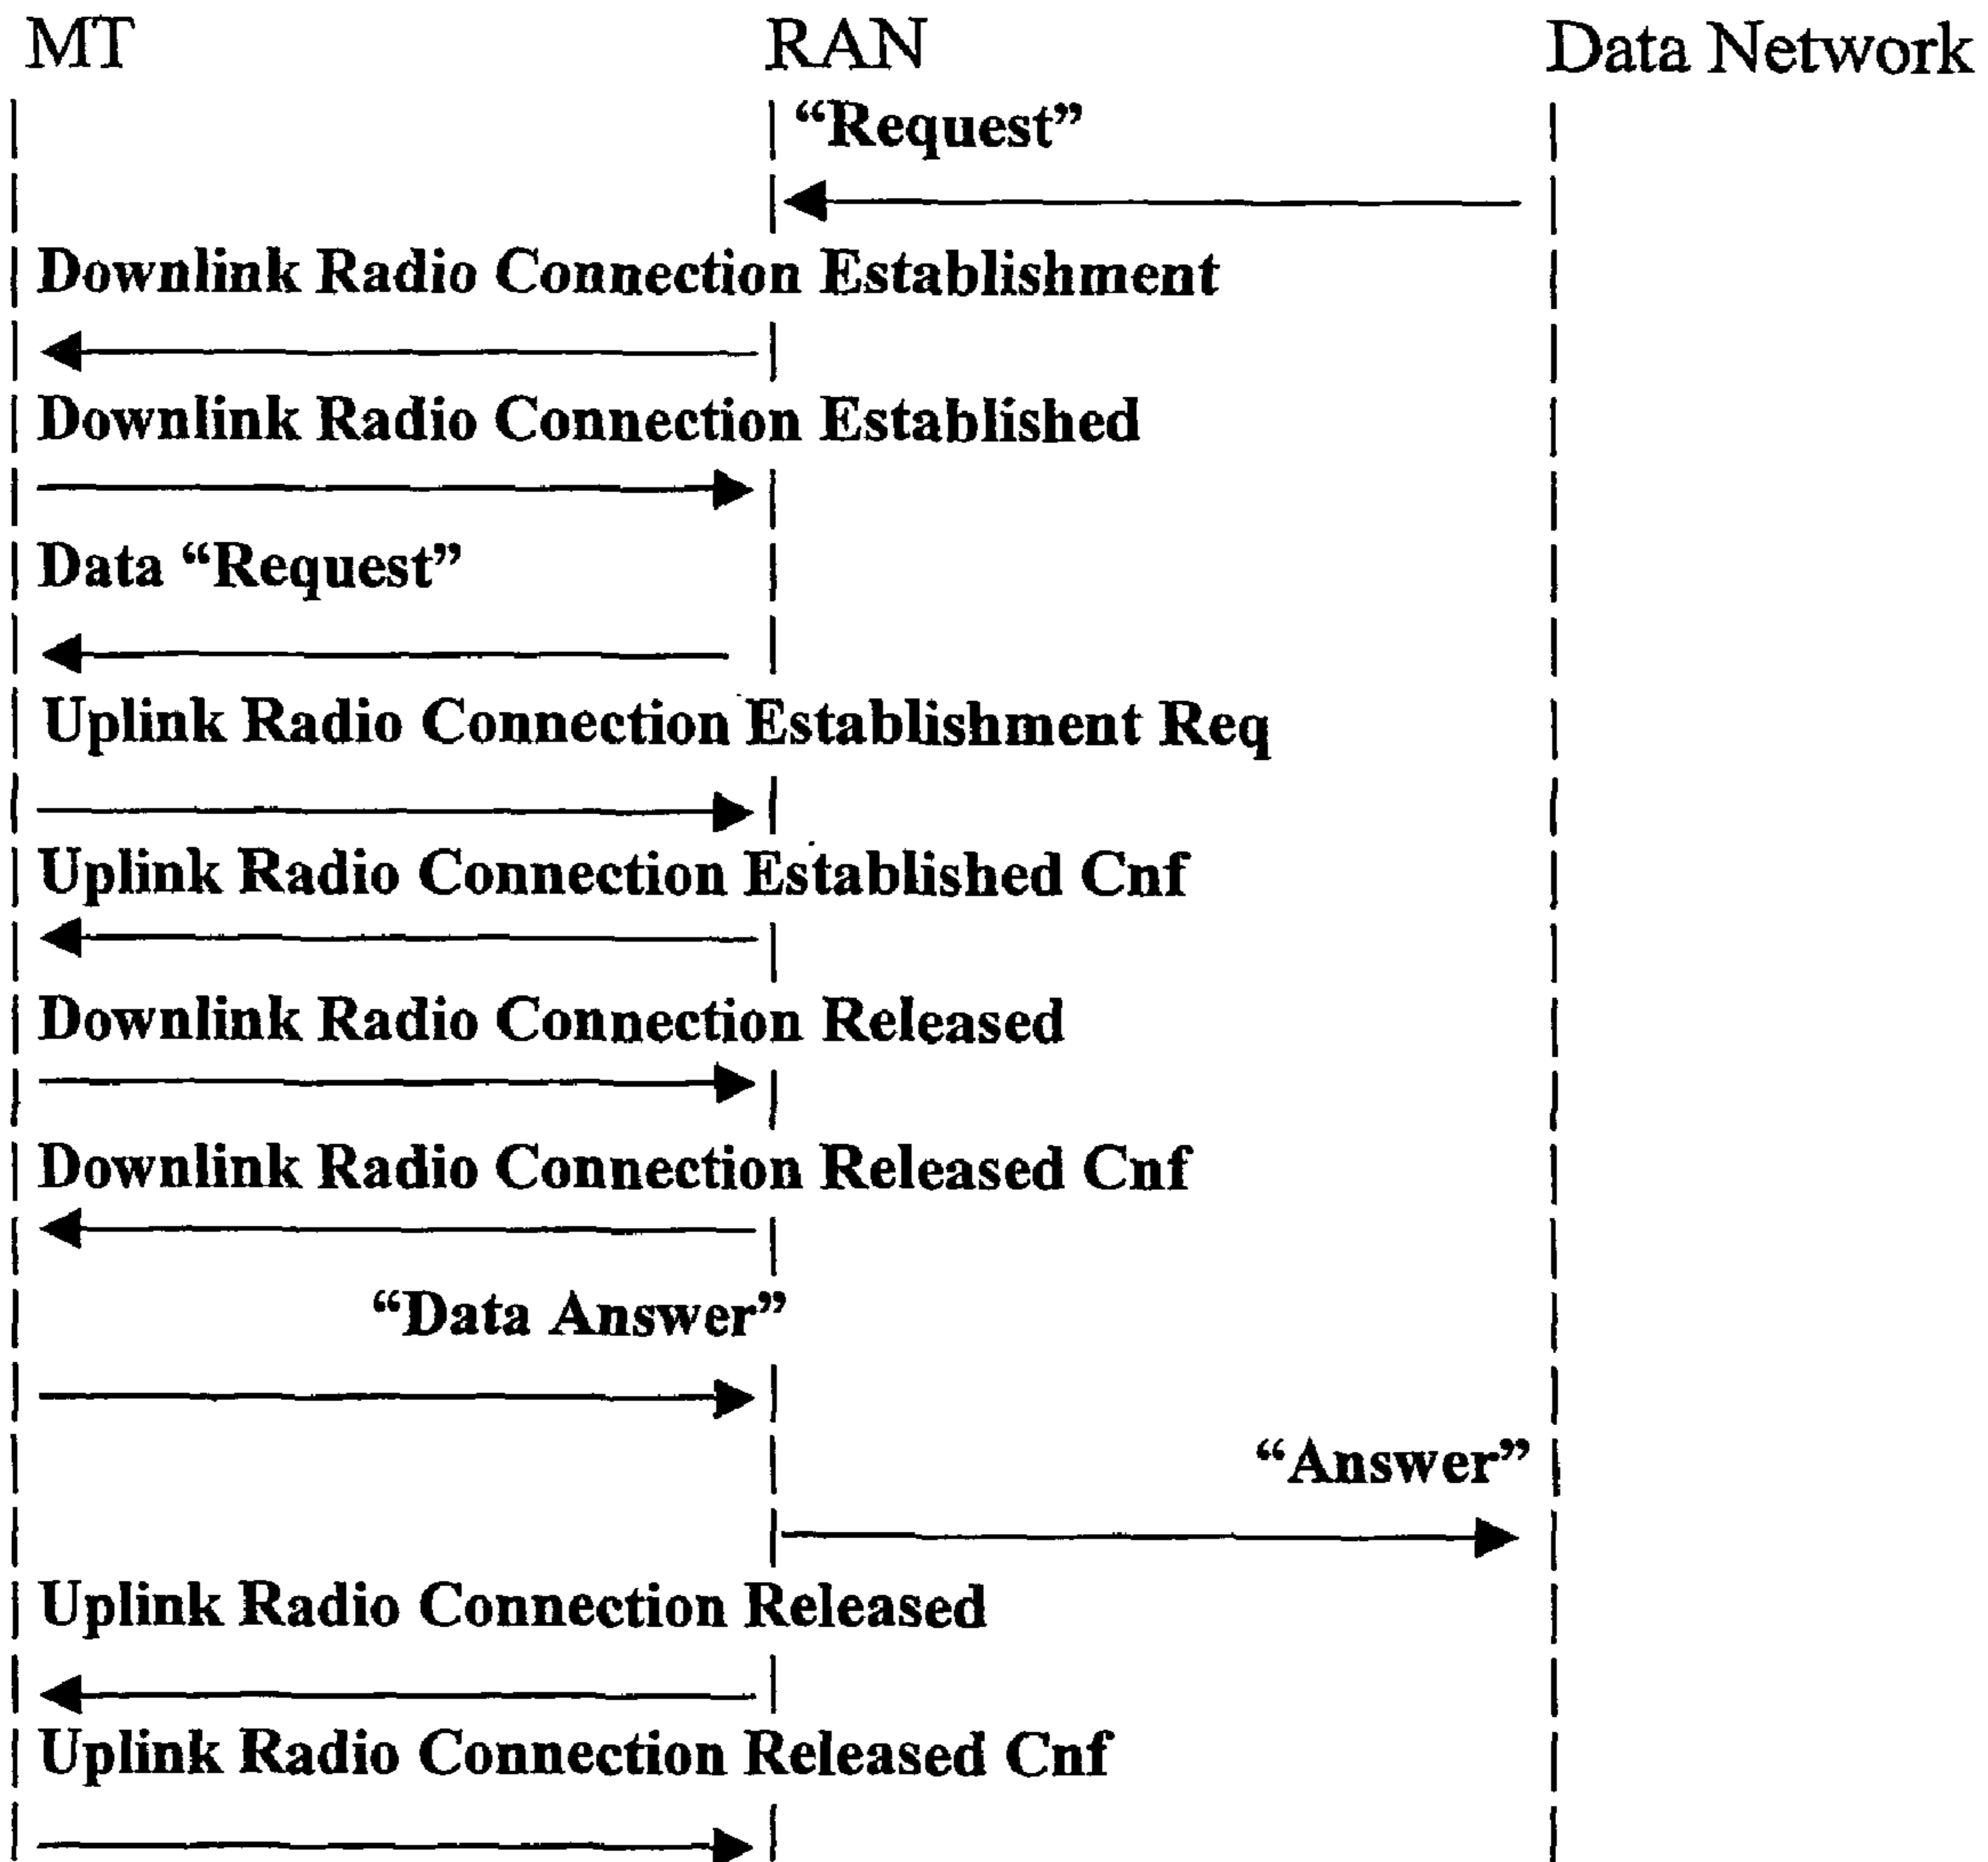 MT RAN Data Network
“Request”
Downlink Radio Connection Establishment
Downlink Radio Connection Established
Data “Request”
Uplink Radio Connection Establishment Req
Uplink Radio Connection Established Cnf
Downlink Radio Connection Released
Downlink Radio Connection Released Cnf
“Data Answer”
“Answer”
Uplink Radio Connection Released
Uplink Radio Connection Released Cnf